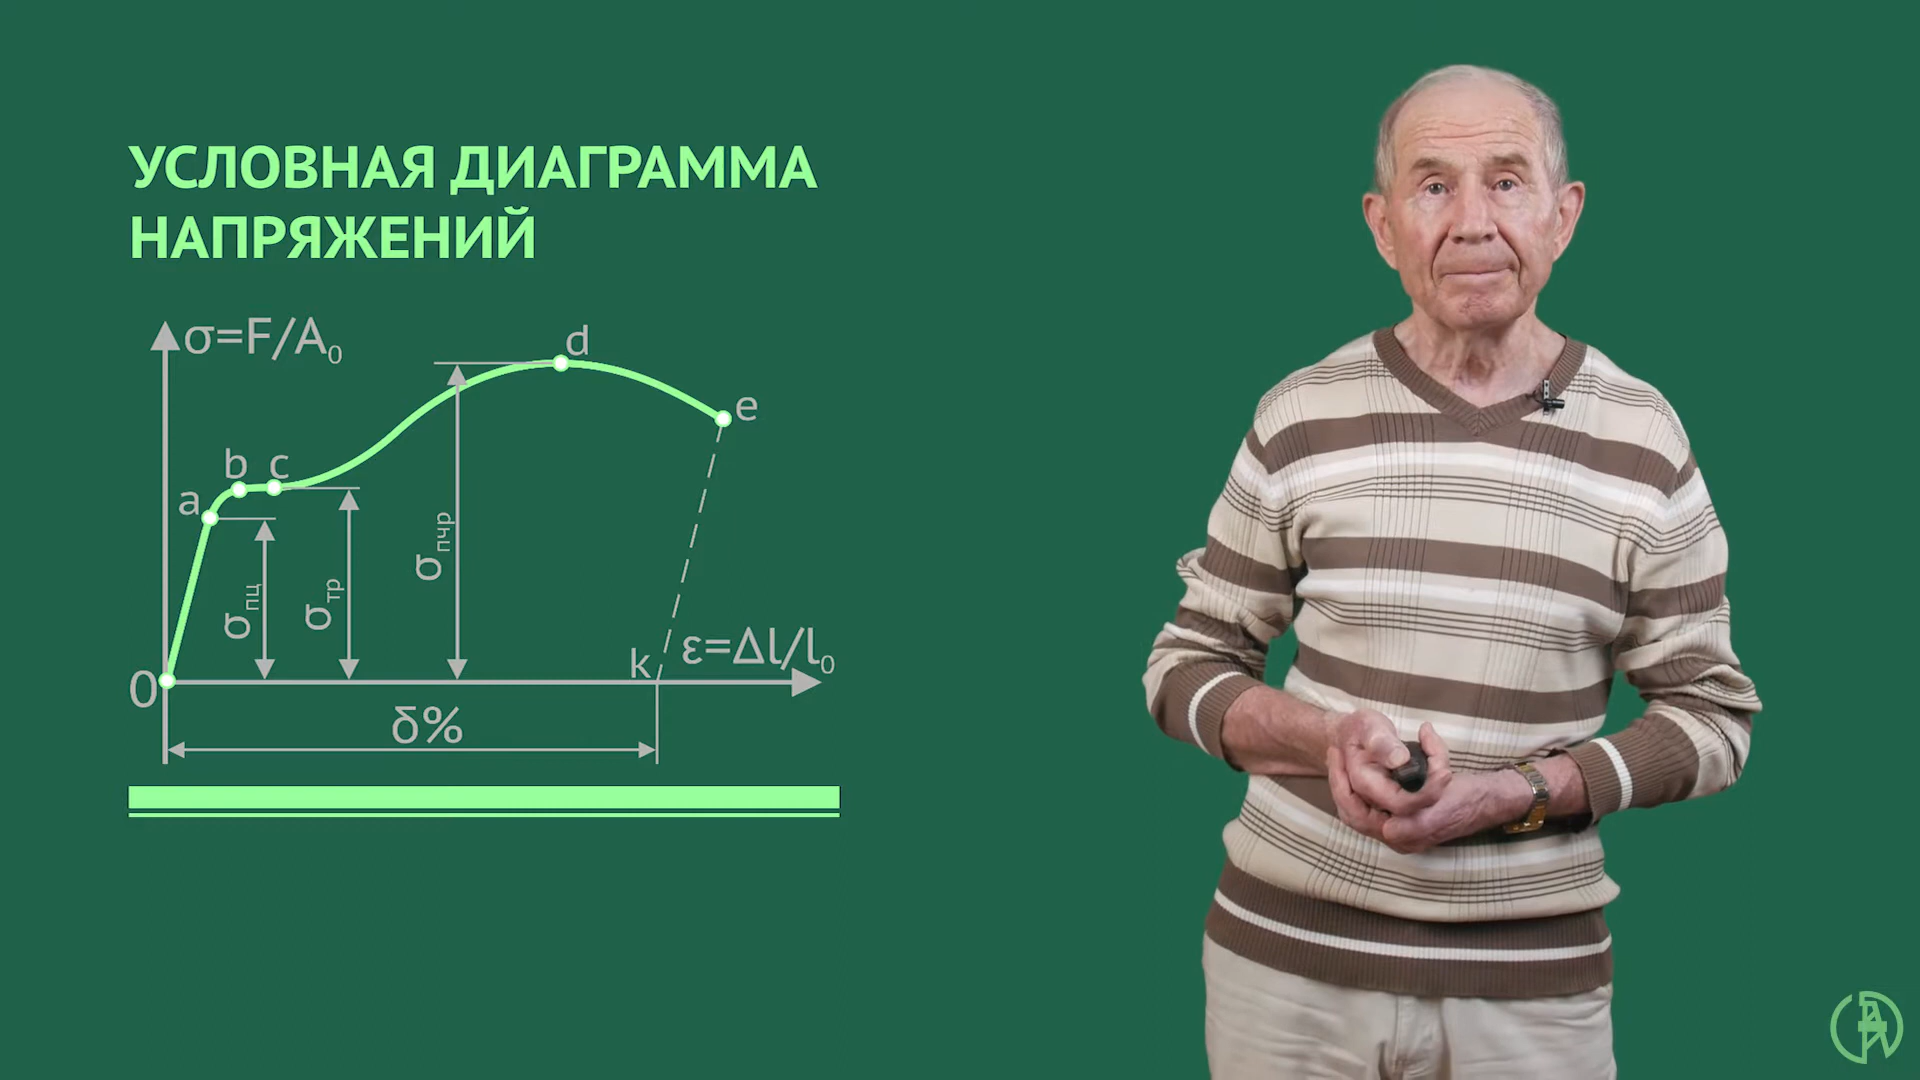 УСЛОВНАЯ ДИАГРАММА
НАПРЯЖЕНИЙ
σ=F/A₀
d
e
b c
a
σпц
σтр
σпчр
k
ε=Δl/l₀
0
δ%